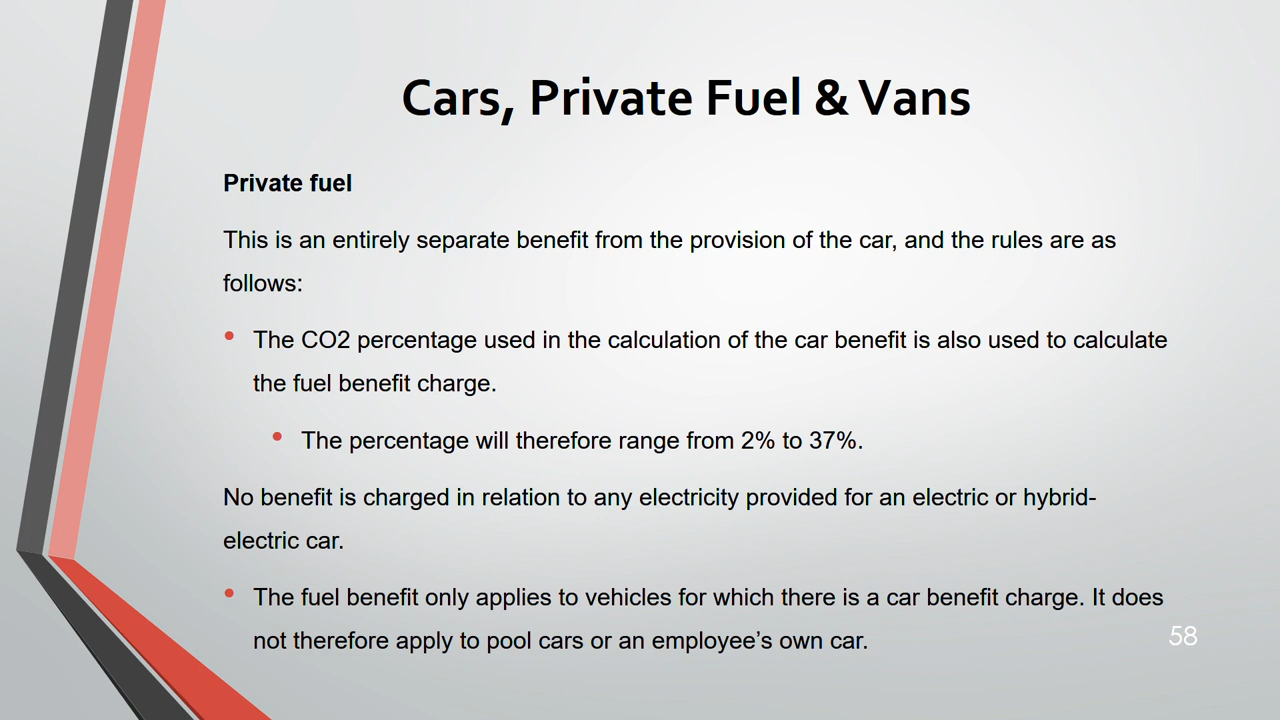 Cars, Private Fuel & Vans
Private fuel
This is an entirely separate benefit from the provision of the car, and the rules are as
follows:
• The CO2 percentage used in the calculation of the car benefit is also used to calculate
the fuel benefit charge.
• The percentage will therefore range from 2% to 37%.
No benefit is charged in relation to any electricity provided for an electric or hybrid-
electric car.
• The fuel benefit only applies to vehicles for which there is a car benefit charge. It does
not therefore apply to pool cars or an employee’s own car.
58